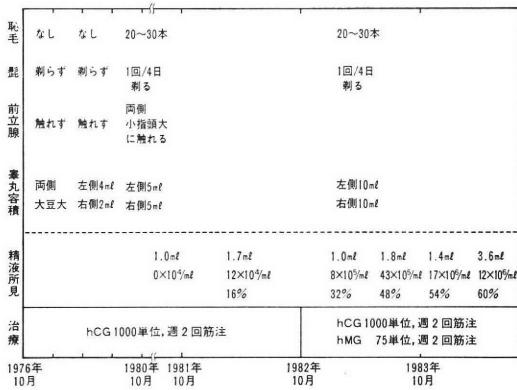 恥毛 なし なし 20～30本 20～30本
髭 剃らず 剃らず 1回/4日 1回/4日
剃る 剃る
前立腺 触れず 触れず 両側
小指頭大
に触れる
睾丸容積 両側 左側4mℓ 左側5mℓ 左側10mℓ
大豆大 右側2mℓ 右側5mℓ 右側10mℓ
精液所見 1.0mℓ 1.7mℓ 1.0mℓ 1.8mℓ 1.4mℓ 3.6mℓ
0×10⁴/mℓ 12×10⁴/mℓ 8×10⁵/mℓ 43×10⁵/mℓ 17×10⁶/mℓ 12×10⁶/mℓ
16% 32% 48% 54% 60%
治療 hCG1000単位, 週2回筋注 hCG1000単位, 週2回筋注
hMG 75単位, 週2回筋注
1976年 1980年 1981年 1982年 1983年
10月 10月 10月 10月 10月